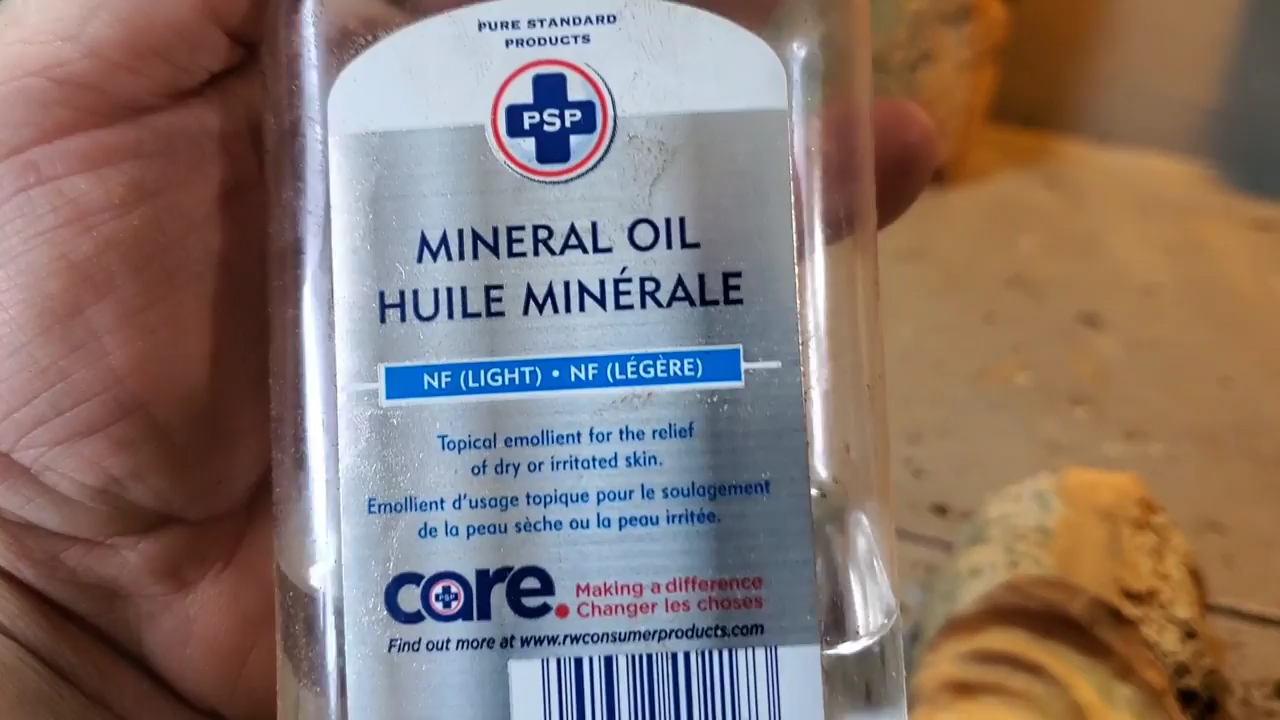 PURE STANDARD
PRODUCTS
PSP
MINERAL OIL
HUILE MINÉRALE
NF (LIGHT) • NF (LÉGÈRE)
Topical emollient for the relief
of dry or irritated skin.
Emollient d'usage topique pour le soulagement
de la peau sèche ou la peau irritée.
care.
PSP
Making a difference
Changer les choses
Find out more at www.rwconsumerproducts.com